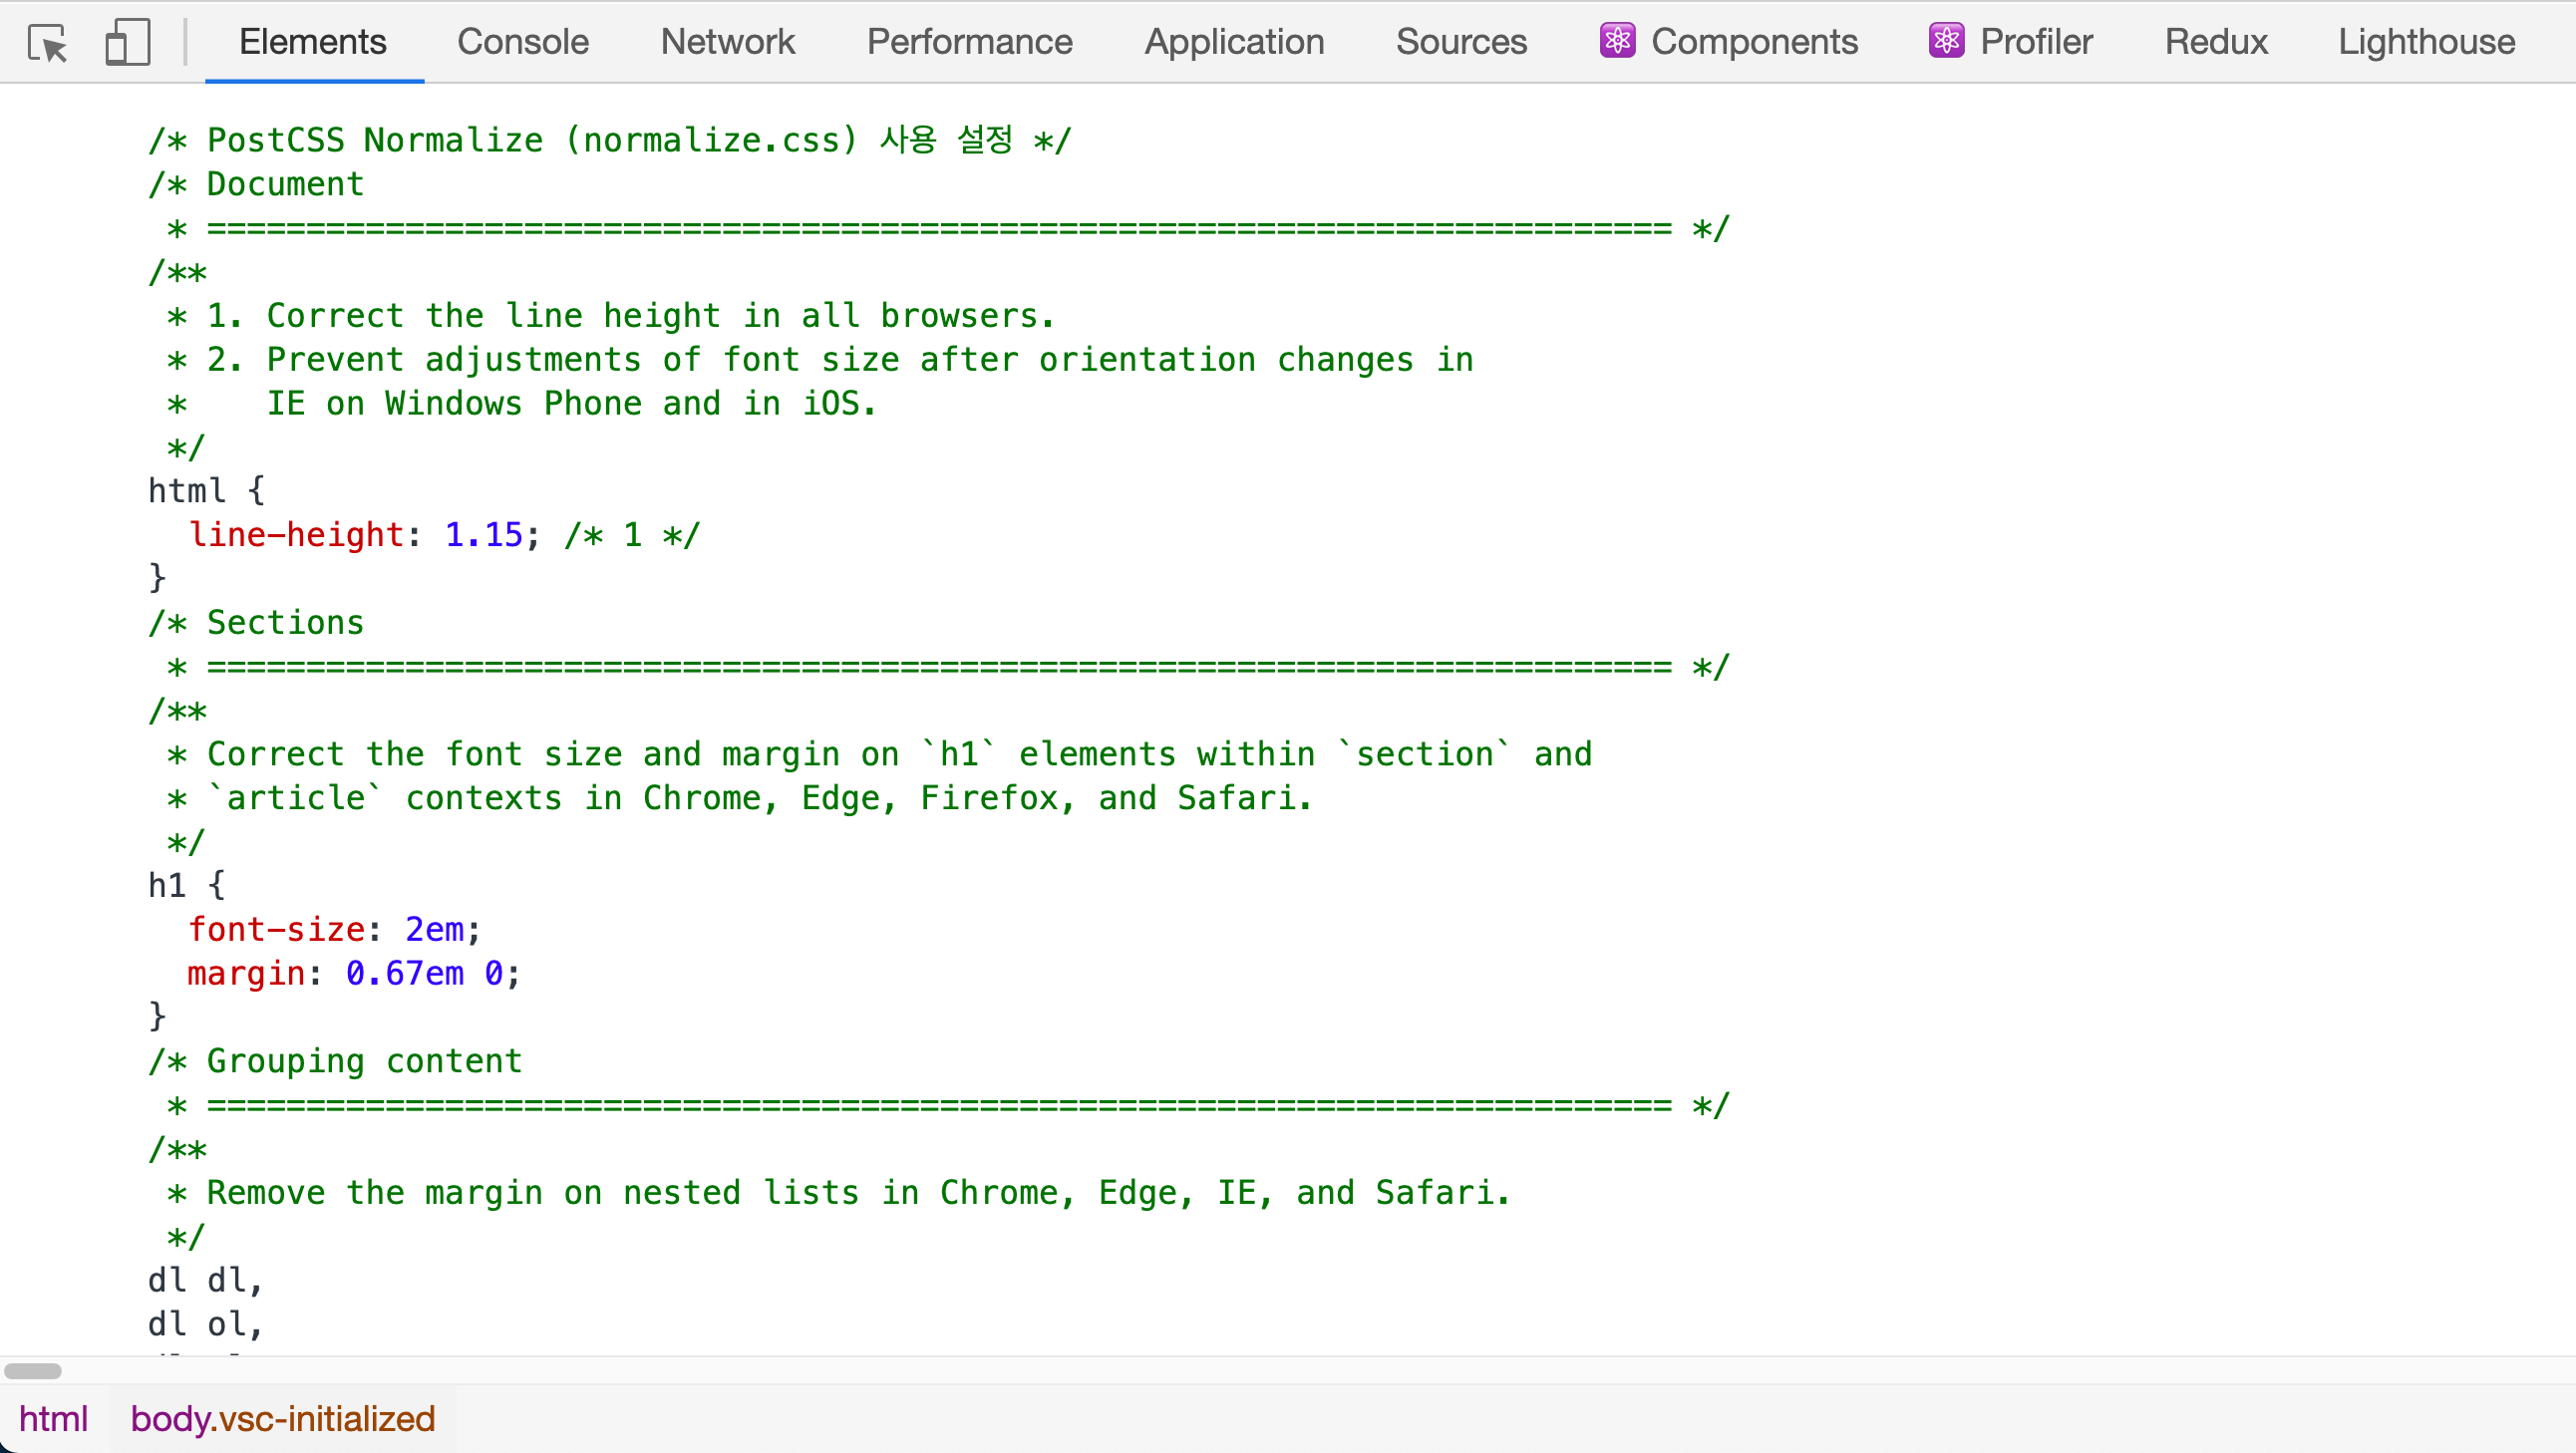 Elements Console Network Performance Application Sources Components Profiler Redux Lighthouse
/* PostCSS Normalize (normalize.css) 사용 설정 */
/* Document
 * ========================================================================== */
/**
 * 1. Correct the line height in all browsers.
 * 2. Prevent adjustments of font size after orientation changes in
 *    IE on Windows Phone and in iOS.
 */
html {
  line-height: 1.15; /* 1 */
}
/* Sections
 * ========================================================================== */
/**
 * Correct the font size and margin on `h1` elements within `section` and
 * `article` contexts in Chrome, Edge, Firefox, and Safari.
 */
h1 {
  font-size: 2em;
  margin: 0.67em 0;
}
/* Grouping content
 * ========================================================================== */
/**
 * Remove the margin on nested lists in Chrome, Edge, IE, and Safari.
 */
dl dl,
dl ol,
html body.vsc-initialized